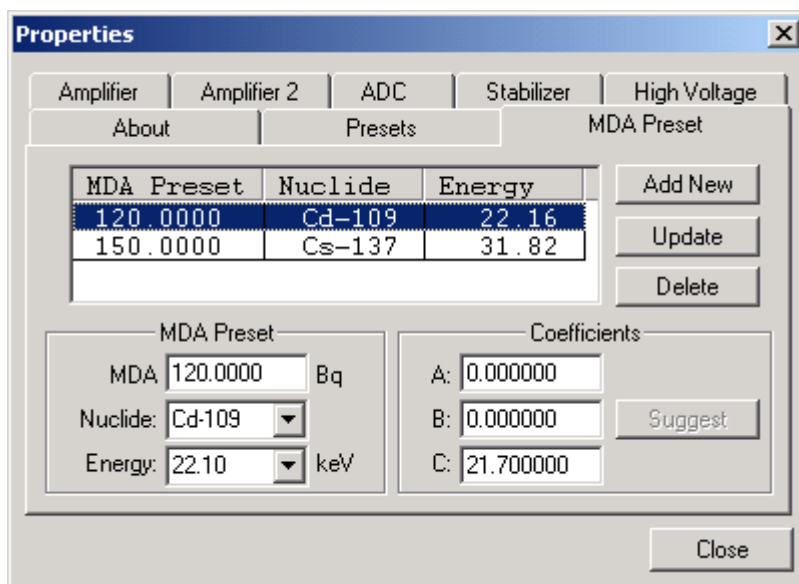 Properties
Amplifier Amplifier 2 ADC Stabilizer High Voltage
About Presets MDA Preset
MDA Preset Nuclide Energy
120.0000 Cd-109 22.16
150.0000 Cs-137 31.82
Add New
Update
Delete
MDA Preset
MDA 120.0000 Bq
Nuclide: Cd-109
Energy: 22.10 keV
Coefficients
A: 0.000000
B: 0.000000
C: 21.700000
Suggest
Close